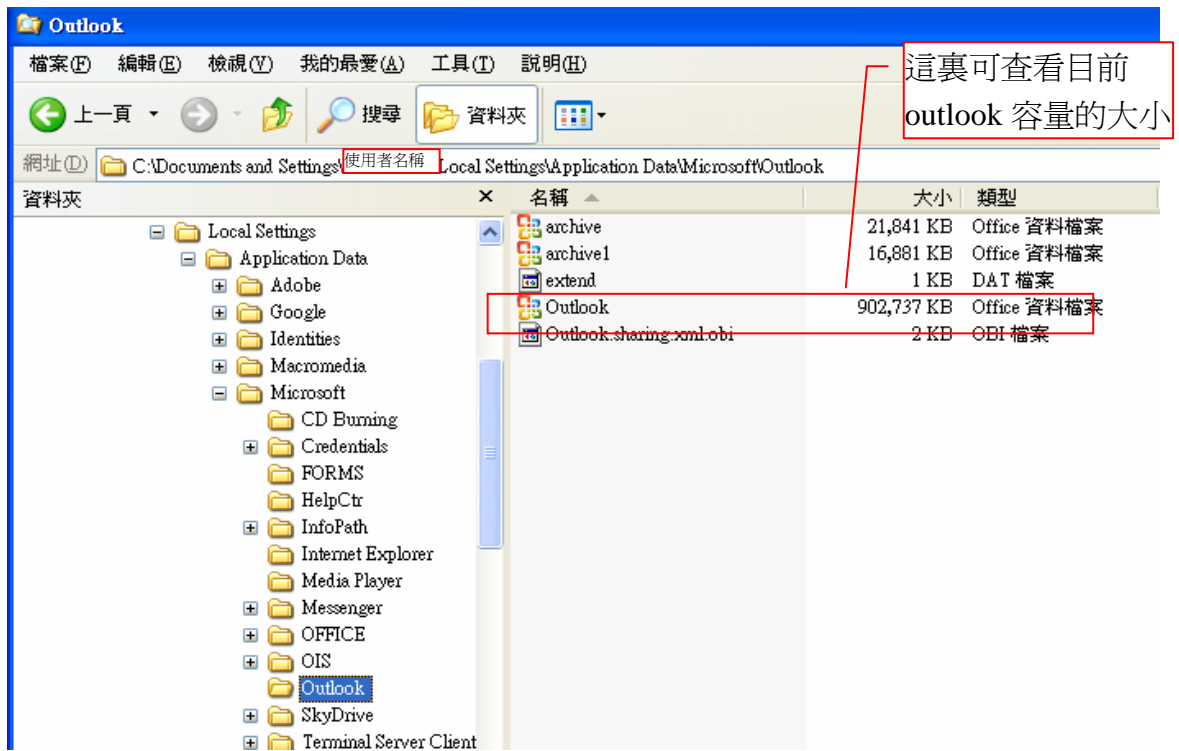 Outlook
檔案(F) 編輯(E) 檢視(V) 我的最愛(A) 工具(T) 說明(H)
這裏可查看目前
outlook 容量的大小
上一頁 搜尋 資料夾
網址(D) C:\Documents and Settings\使用者名稱 Local Settings\Application Data\Microsoft\Outlook
資料夾 × 名稱 大小 類型
Local Settings
Application Data
Adobe
Google
Identities
Macromedia
Microsoft
CD Burning
Credentials
FORMS
HelpCtr
InfoPath
Internet Explorer
Media Player
Messenger
OFFICE
OIS
Outlook
SkyDrive
Terminal Server Client
archive 21,841 KB Office 資料檔案
archive1 16,881 KB Office 資料檔案
extend 1 KB DAT 檔案
Outlook 902,737 KB Office 資料檔案
Outlook.sharing.xml.obi 2 KB OBI 檔案